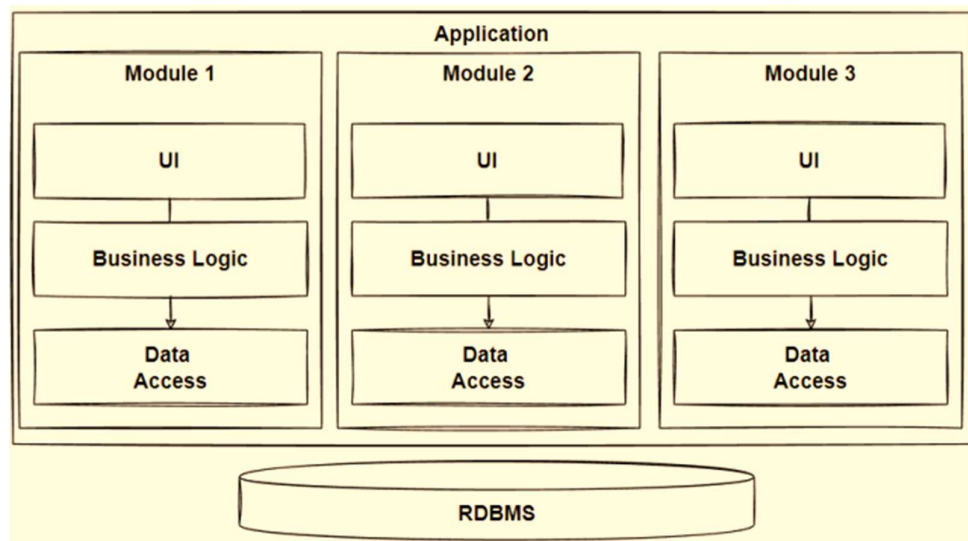 Application
Module 1
Module 2
Module 3
UI
UI
UI
Business Logic
Business Logic
Business Logic
Data
Access
Data
Access
Data
Access
RDBMS